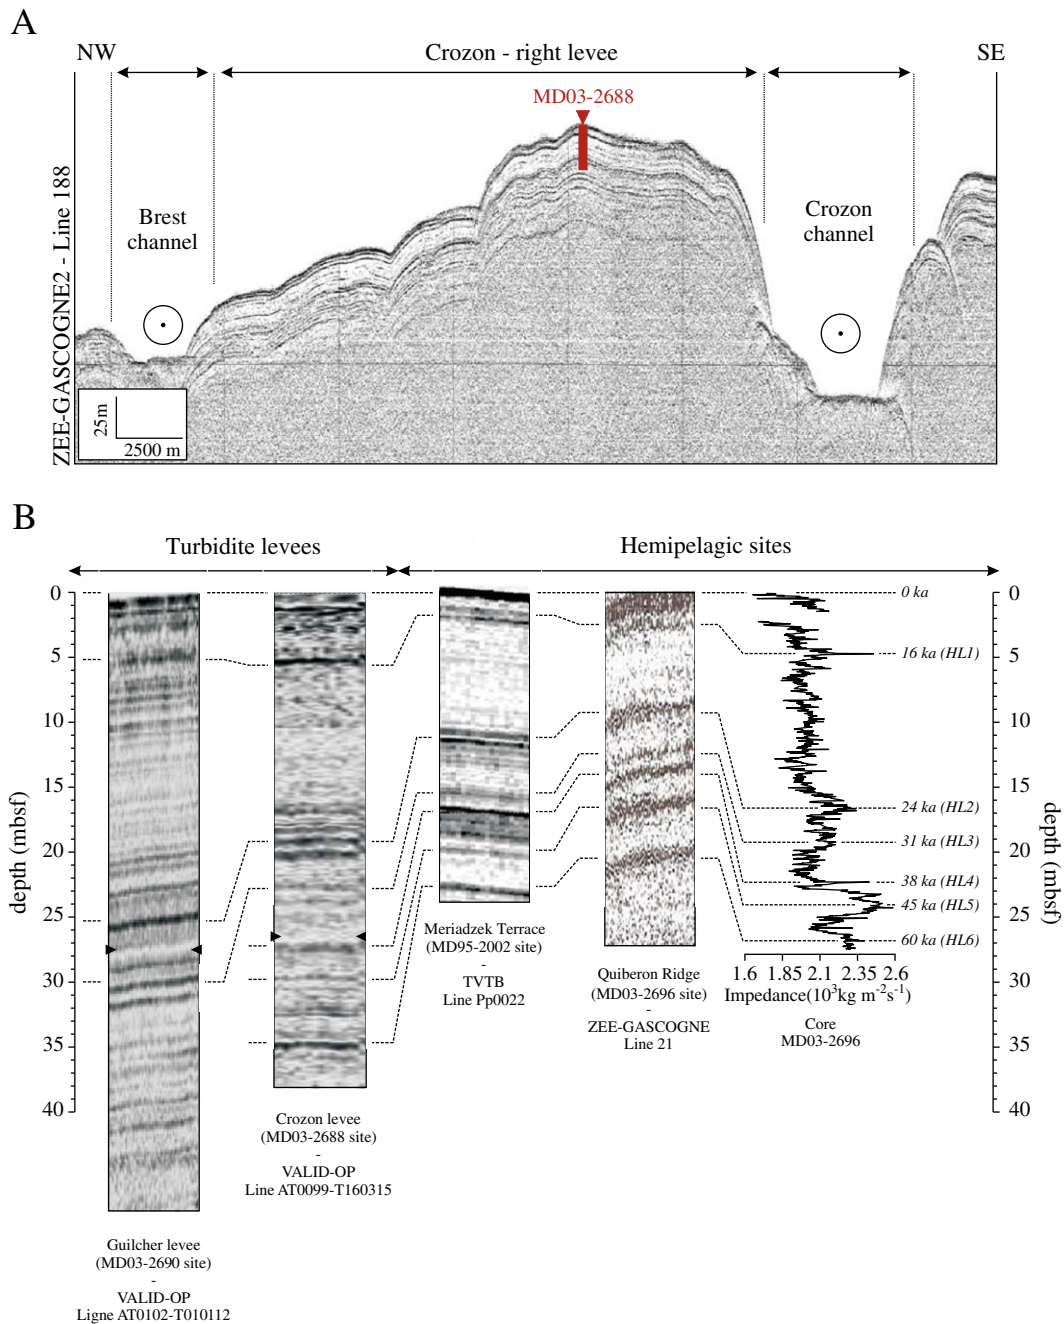 A
NW
Crozon - right levee
SE
MD03-2688
ZEE-GASCOGNE2 - Line 188
Brest
channel
Crozon
channel
25m
2500 m
B
Turbidite levees
Hemipelagic sites
0
5
10
15
20
25
30
35
40
depth (mbsf)
0 ka
16 ka (HL1)
24 ka (HL2)
31 ka (HL3)
38 ka (HL4)
45 ka (HL5)
60 ka (HL6)
0
5
10
15
20
25
30
35
40
depth (mbsf)
1.6 1.85 2.1 2.35 2.6
Impedance(10³kg m⁻²s⁻¹)
Core
MD03-2696
Meriadzek Terrace
(MD95-2002 site)
-
TVTB
Line Pp0022
Quiberon Ridge
(MD03-2696 site)
-
ZEE-GASCOGNE
Line 21
Crozon levee
(MD03-2688 site)
-
VALID-OP
Line AT0099-T160315
Guilcher levee
(MD03-2690 site)
-
VALID-OP
Ligne AT0102-T010112